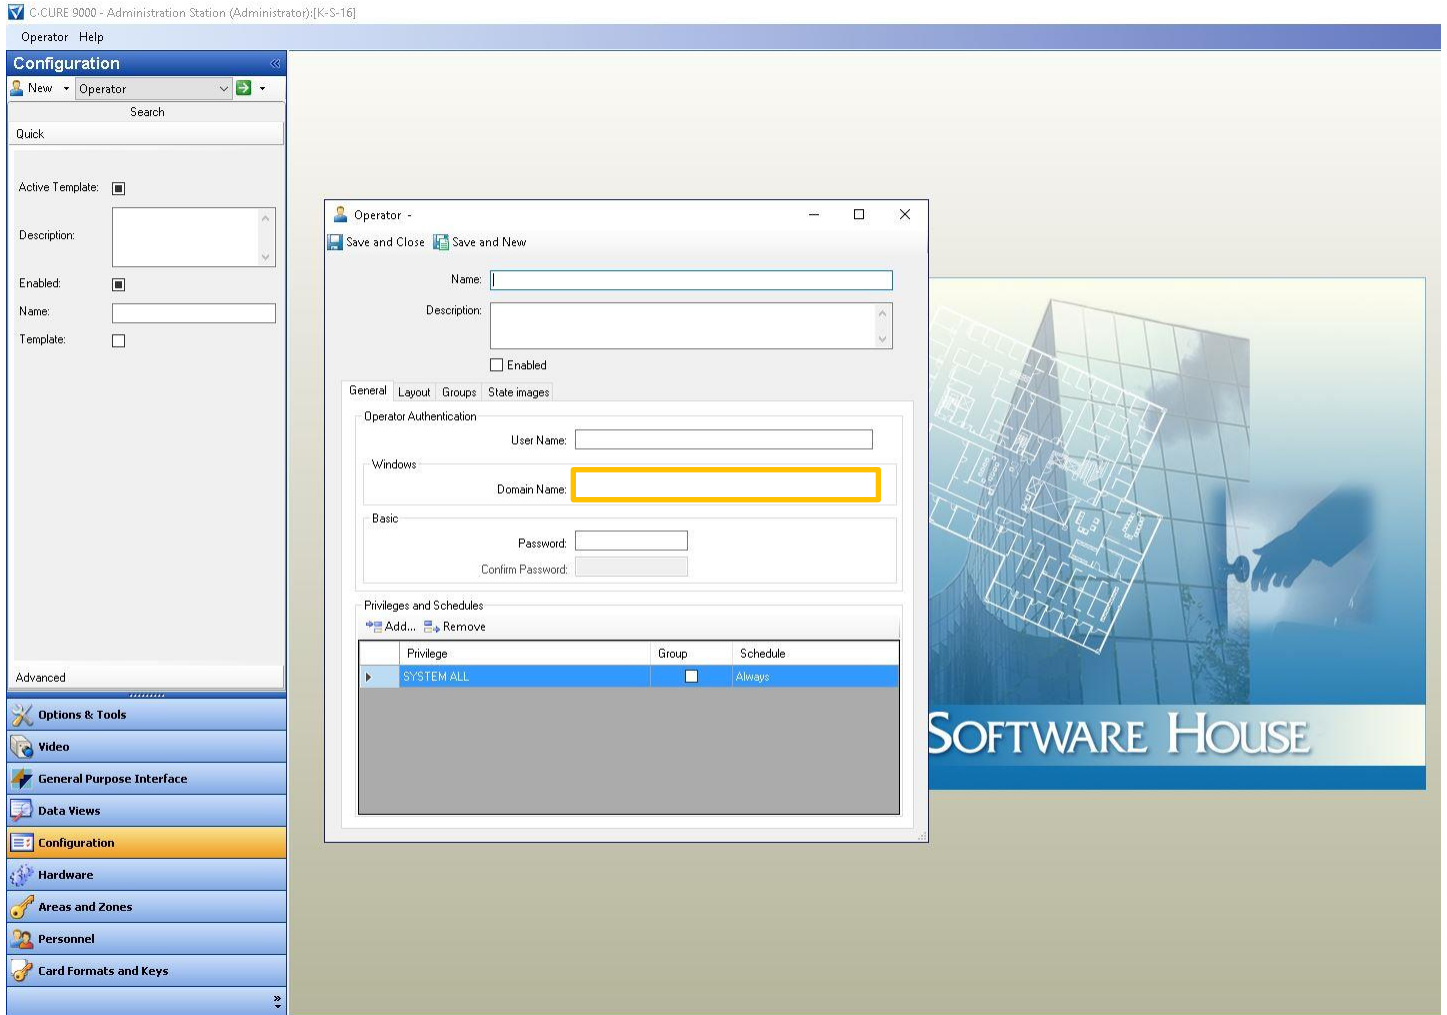 C•CURE 9000 - Administration Station (Administrator):[K-S-16]
Operator Help
Configuration
New Operator
Search
Quick
Active Template:
Description:
Enabled:
Name:
Template:
Advanced
Options & Tools
Video
General Purpose Interface
Data Views
Configuration
Hardware
Areas and Zones
Personnel
Card Formats and Keys
Operator -
Save and Close Save and New
Name:
Description:
Enabled
General Layout Groups State images
Operator Authentication
User Name:
Windows
Domain Name:
Basic
Password:
Confirm Password:
Privileges and Schedules
Add... Remove
Privilege Group Schedule
SYSTEM ALL Always
SOFTWARE HOUSE